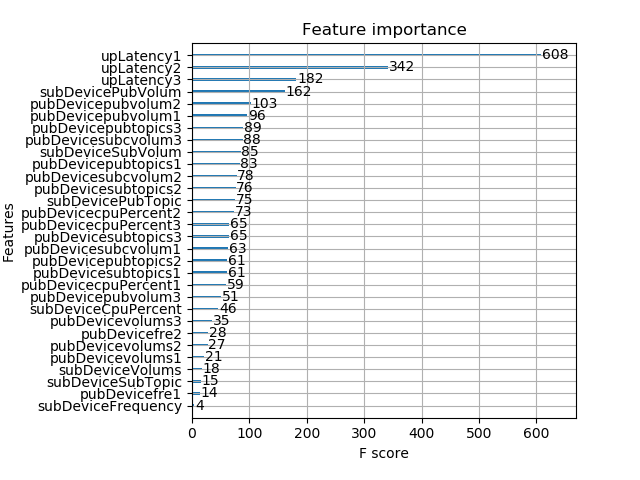 Feature importance
upLatency1 608
upLatency2 342
upLatency3 182
subDevicePubVolum 162
pubDevicepubvolum2 103
pubDevicepubvolum1 96
pubDevicepubtopics3 89
pubDevicesubcvolum3 88
subDeviceSubVolum 85
pubDevicepubtopics1 83
pubDevicesubcvolum2 78
pubDevicesubtopics2 76
subDevicePubTopic 75
pubDevicecpuPercent2 73
pubDevicecpuPercent3 65
pubDevicesubtopics3 65
pubDevicesubcvolum1 63
pubDevicepubtopics2 61
pubDevicesubtopics1 61
pubDevicecpuPercent1 59
pubDevicepubvolum3 51
subDeviceCpuPercent 46
pubDevicevolums3 35
pubDevicefre2 28
pubDevicevolums2 27
pubDevicevolums1 21
subDeviceVolums 18
subDeviceSubTopic 15
pubDevicefre1 14
subDeviceFrequency 4
Features
0 100 200 300 400 500 600
F score